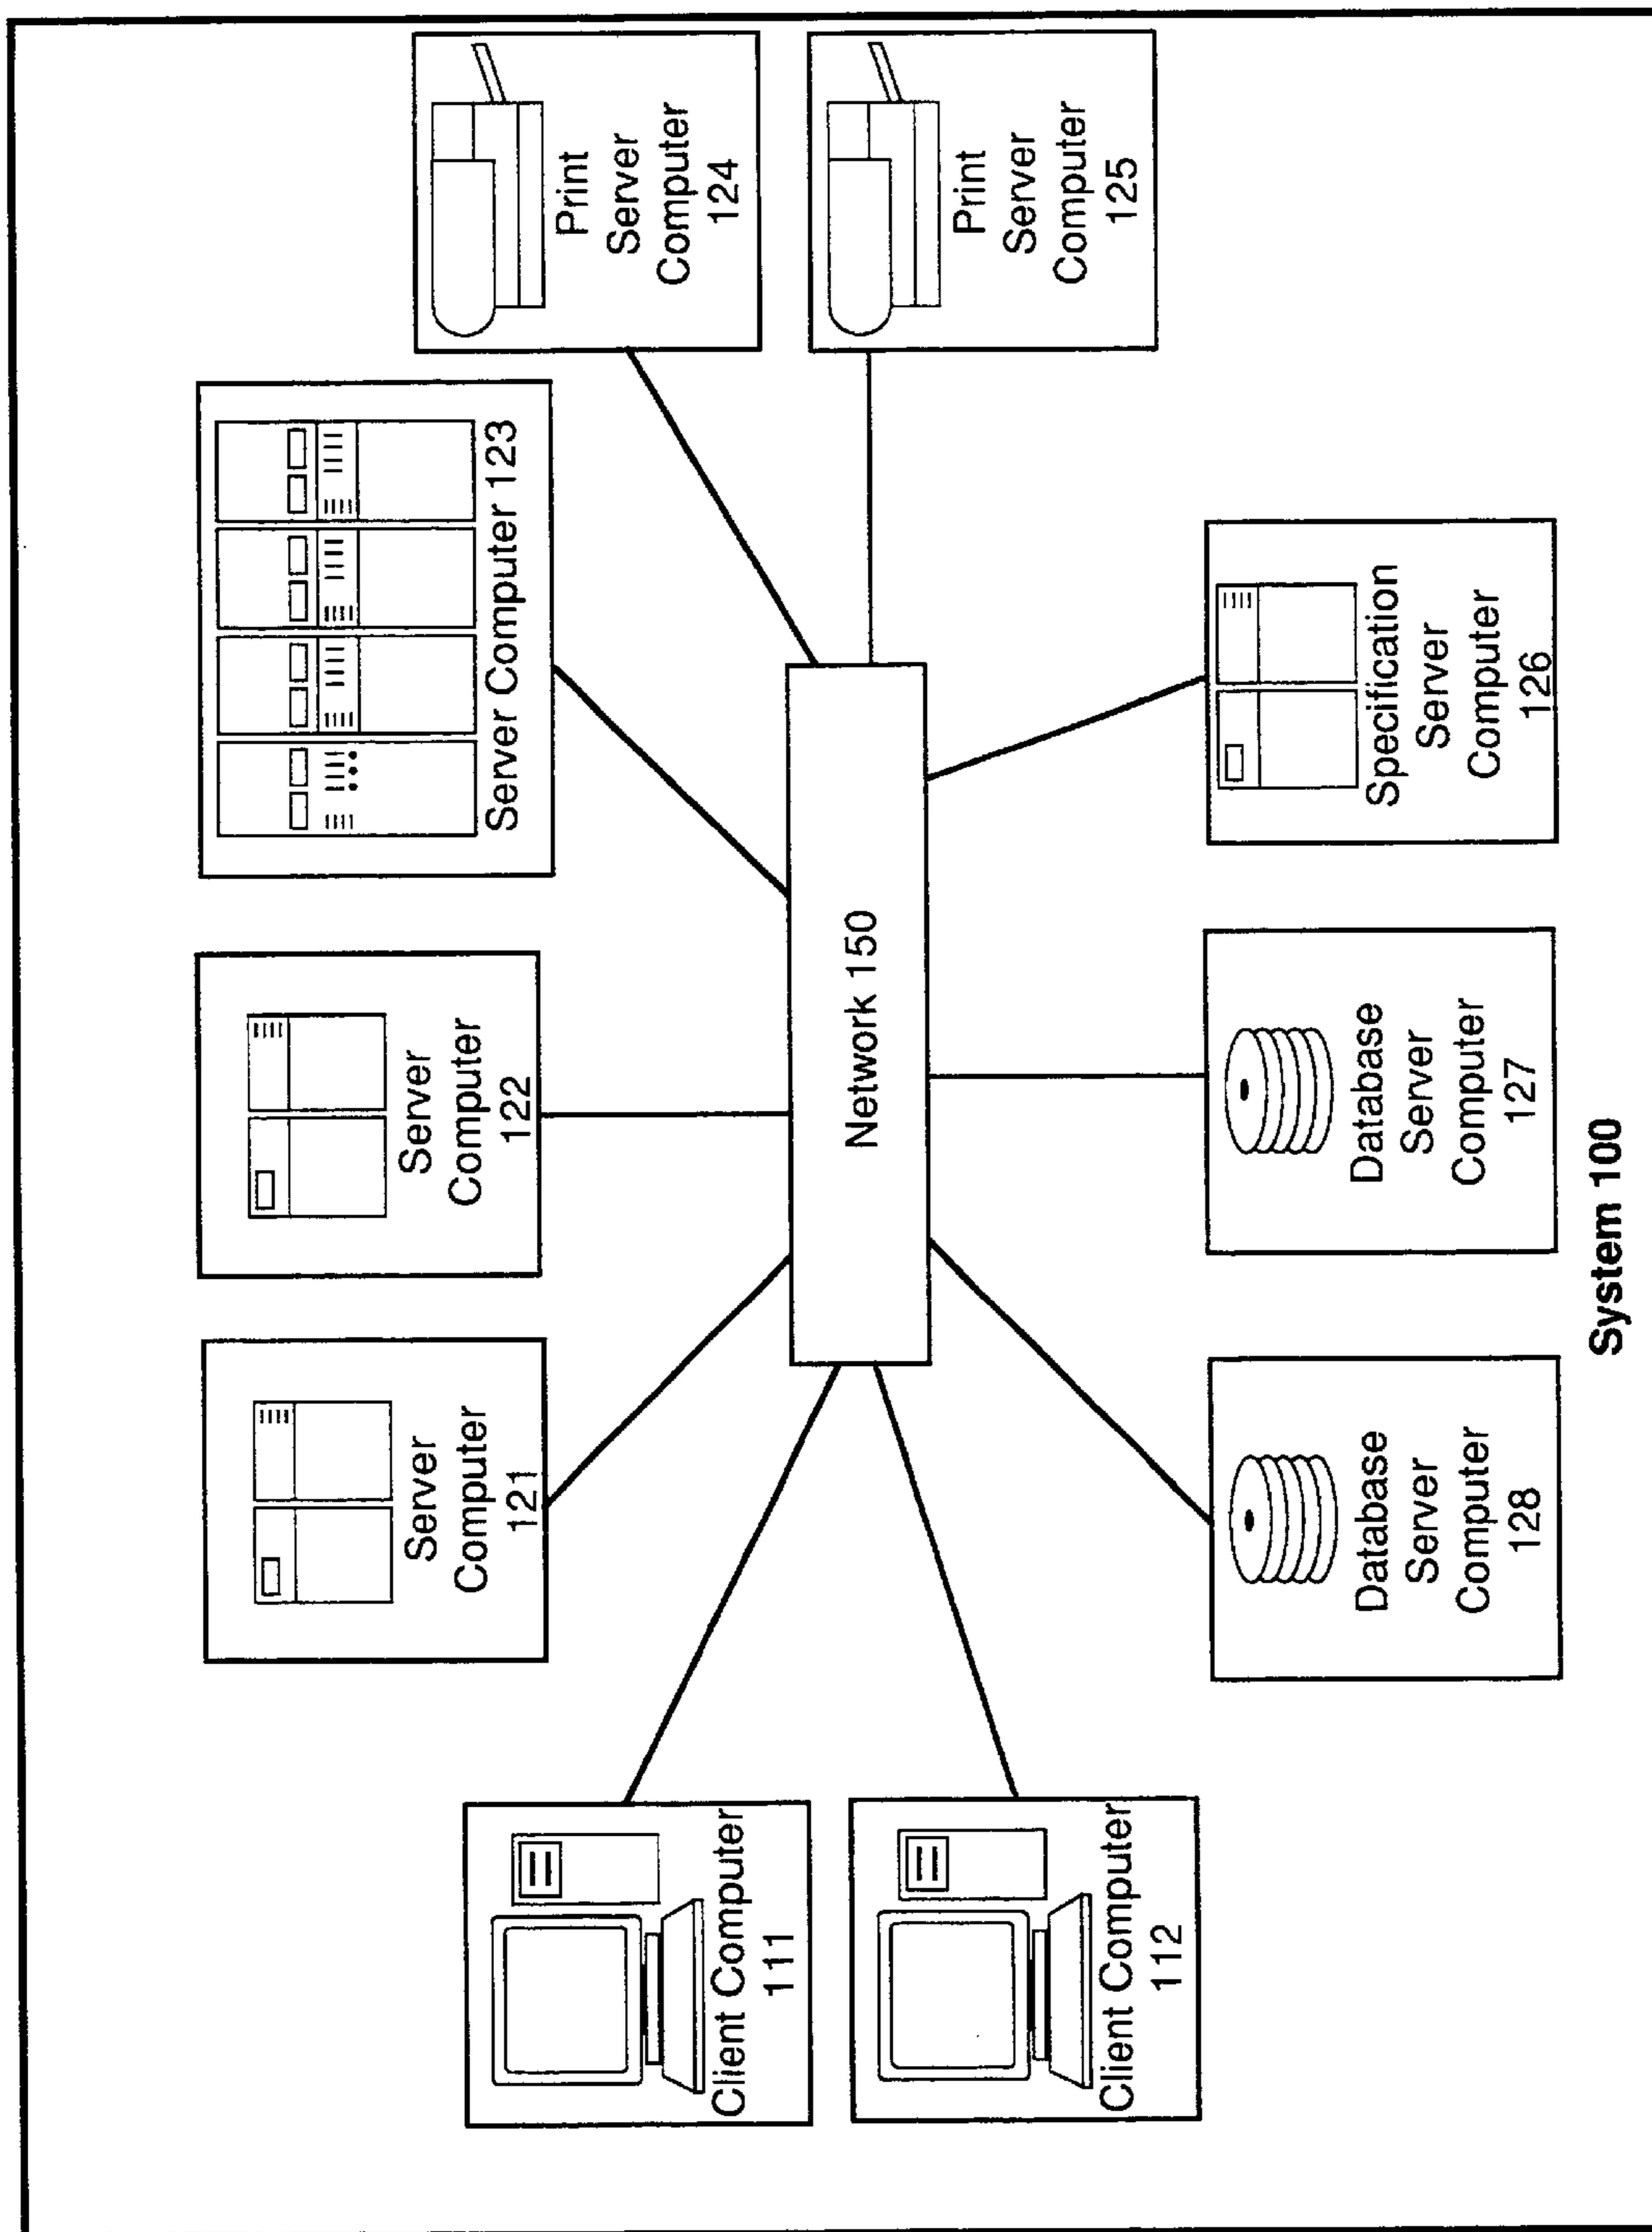 Server
Computer
121
Server
Computer
122
Server Computer 123
Client Computer
111
Print
Server
Computer
124
Network 150
Client Computer
112
Print
Server
Computer
125
Database
Server
Computer
128
Database
Server
Computer
127
Specification
Server
Computer
126
System 100